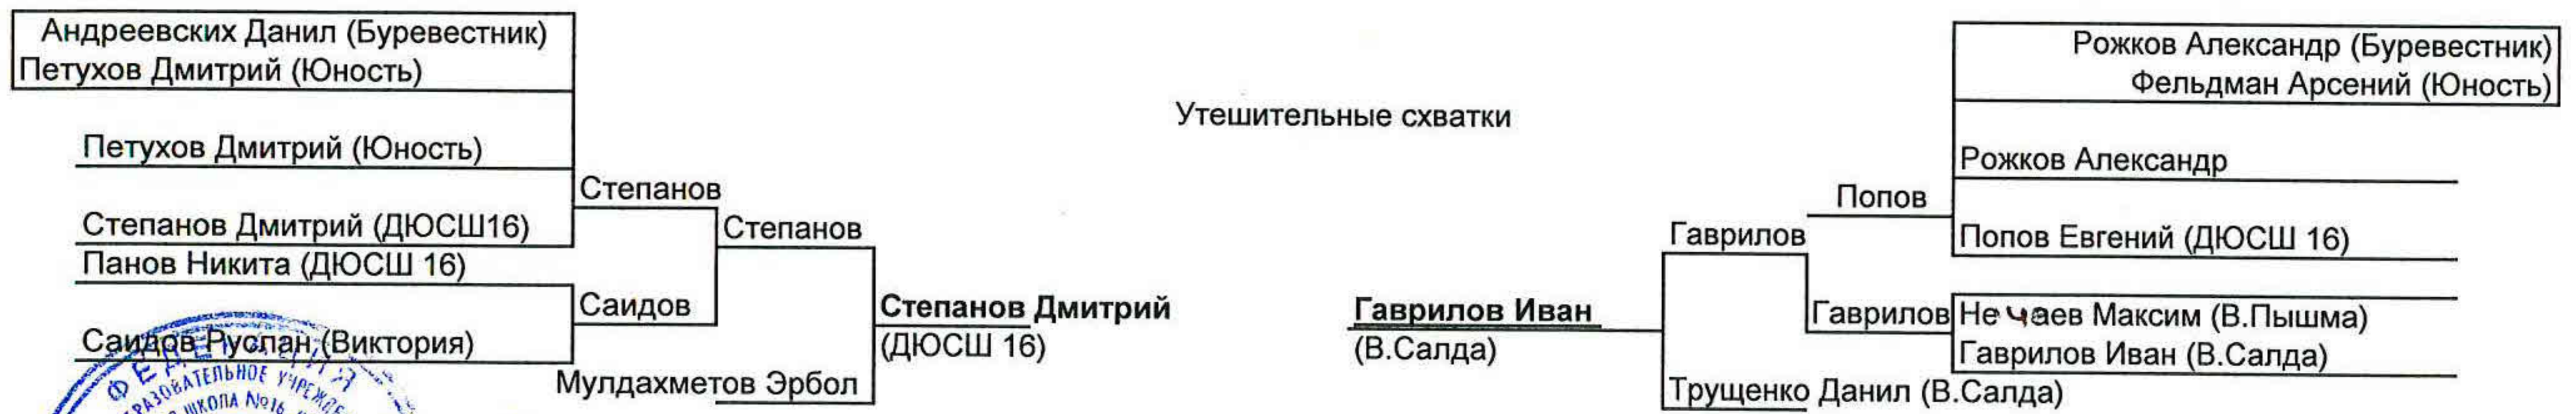 Андреевских Данил (Буревестник)
Петухов Дмитрий (Юность)
Петухов Дмитрий (Юность)
Степанов
Степанов Дмитрий (ДЮСШ16)
Степанов
Панов Никита (ДЮСШ 16)
Саидов
Степанов Дмитрий
Саидов Руслан (Виктория)
(ДЮСШ 16)
Мулдахметов Эрбол
Утешительные схватки
Рожков Александр (Буревестник)
Фельдман Арсений (Юность)
Рожков Александр
Попов
Гаврилов
Попов Евгений (ДЮСШ 16)
Гаврилов Иван
Гаврилов
Нечаев Максим (В.Пышма)
(В.Салда)
Гаврилов Иван (В.Салда)
Трущенко Данил (В.Салда)
ШКОЛА №16